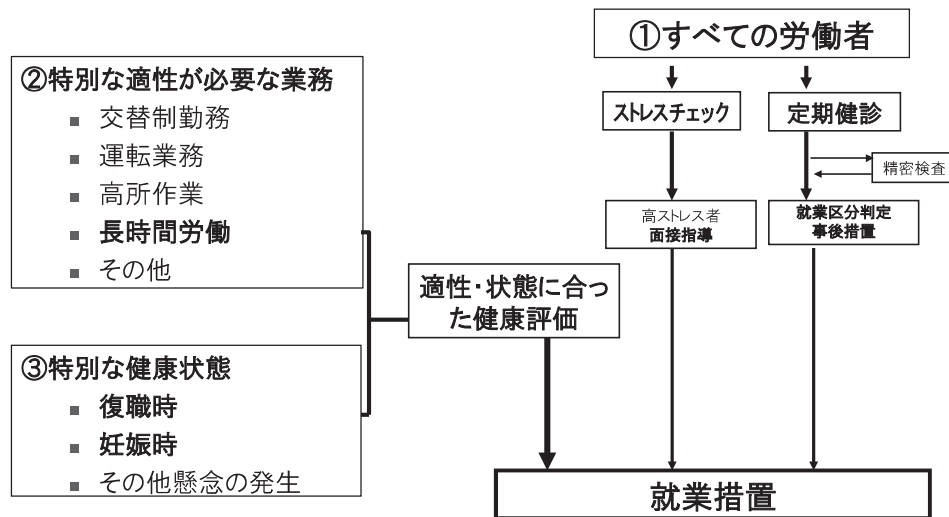 ①すべての労働者
②特別な適性が必要な業務
■ 交替制勤務
■ 運転業務
■ 高所作業
■ 長時間労働
■ その他
ストレスチェック
定期健診
精密検査
高ストレス者
面接指導
就業区分判定
事後措置
適性・状態に合っ
た健康評価
③特別な健康状態
■ 復職時
■ 妊娠時
■ その他懸念の発生
就業措置